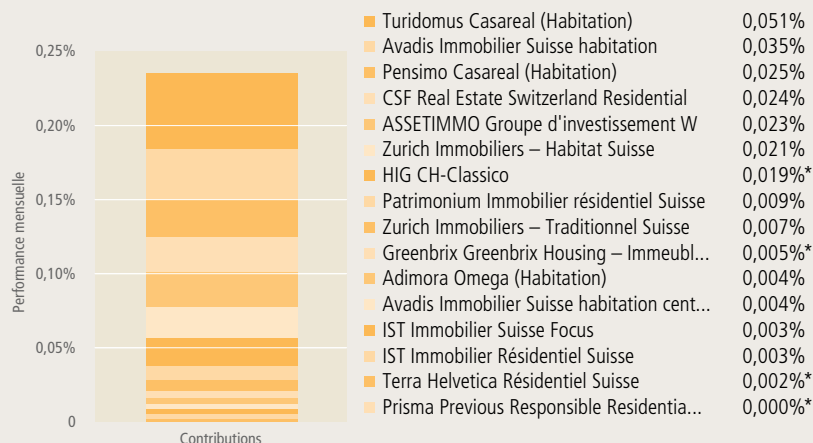 Turidomus Casareal (Habitation) 0,051%
Avadis Immobilier Suisse habitation 0,035%
Pensimo Casareal (Habitation) 0,025%
CSF Real Estate Switzerland Residential 0,024%
ASSETIMMO Groupe d'investissement W 0,023%
Zurich Immobiliers – Habitat Suisse 0,021%
HIG CH-Classico 0,019%*
Patrimonium Immobilier résidentiel Suisse 0,009%
Zurich Immobiliers – Traditionnel Suisse 0,007%
Greenbrix Greenbrix Housing – Immeubl... 0,005%*
Adimora Omega (Habitation) 0,004%
Avadis Immobilier Suisse habitation cent... 0,004%
IST Immobilier Suisse Focus 0,003%
IST Immobilier Résidentiel Suisse 0,003%
Terra Helvetica Résidentiel Suisse 0,002%*
Prisma Previous Responsible Residentia... 0,000%*
Performance mensuelle
0,25%
0,20%
0,15%
0,10%
0,05%
0
Contributions